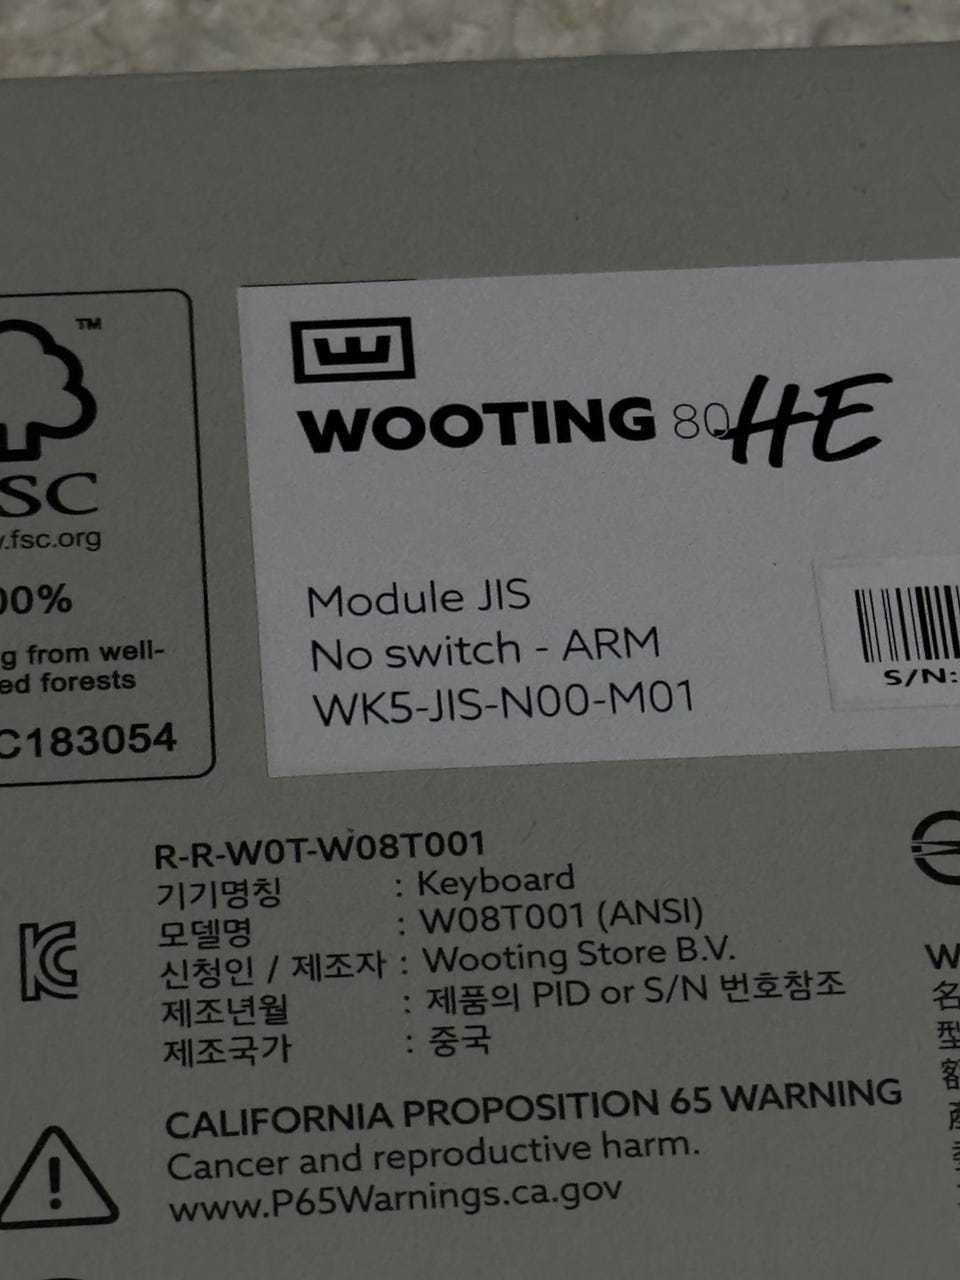 TM
SC
.fsc.org
00%
g from well-
ed forests
C183054
WOOTING 80HE
Module JIS
No switch - ARM
WK5-JIS-N00-M01
S/N:
R-R-W0T-W08T001
기기명칭 : Keyboard
모델명 : W08T001 (ANSI)
신청인 / 제조자 : Wooting Store B.V.
제조년월 : 제품의 PID or S/N 번호참조
제조국가 : 중국
CALIFORNIA PROPOSITION 65 WARNING
Cancer and reproductive harm.
www.P65Warnings.ca.gov
W
名
型